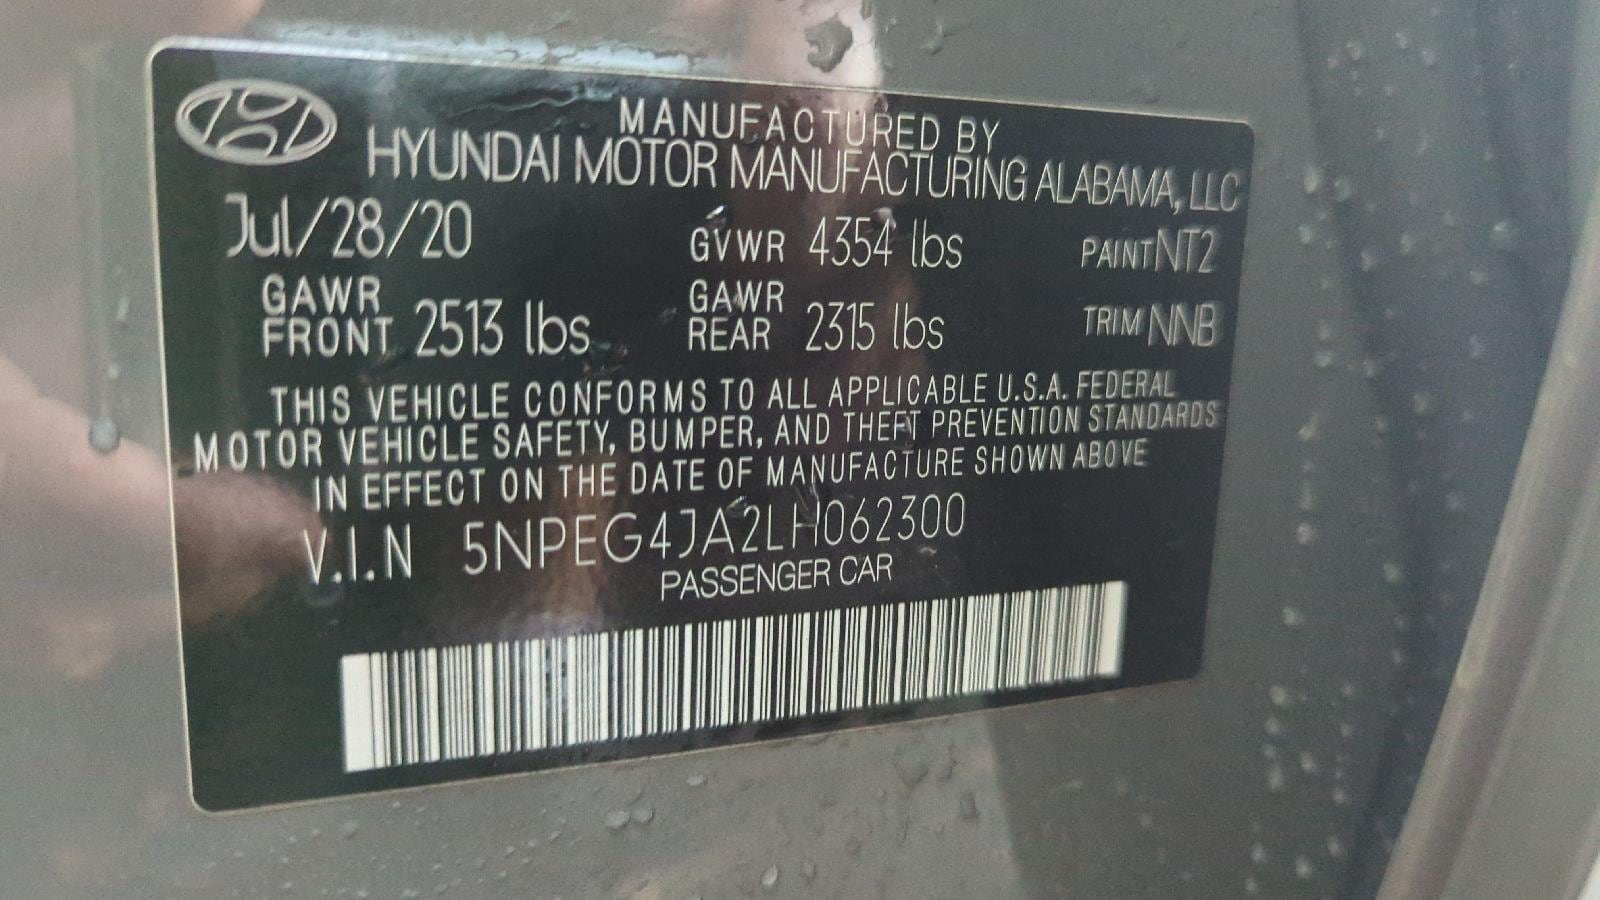 MANUFACTURED BY
HYUNDAI MOTOR MANUFACTURING ALABAMA, LLC
Jul/28/20 GVWR 4354 lbs PAINT NT2
GAWR FRONT 2513 lbs GAWR REAR 2315 lbs TRIM NNB
THIS VEHICLE CONFORMS TO ALL APPLICABLE U.S.A. FEDERAL
MOTOR VEHICLE SAFETY, BUMPER, AND THEFT PREVENTION STANDARDS
IN EFFECT ON THE DATE OF MANUFACTURE SHOWN ABOVE
V.I.N 5NPEG4JA2LH062300
PASSENGER CAR